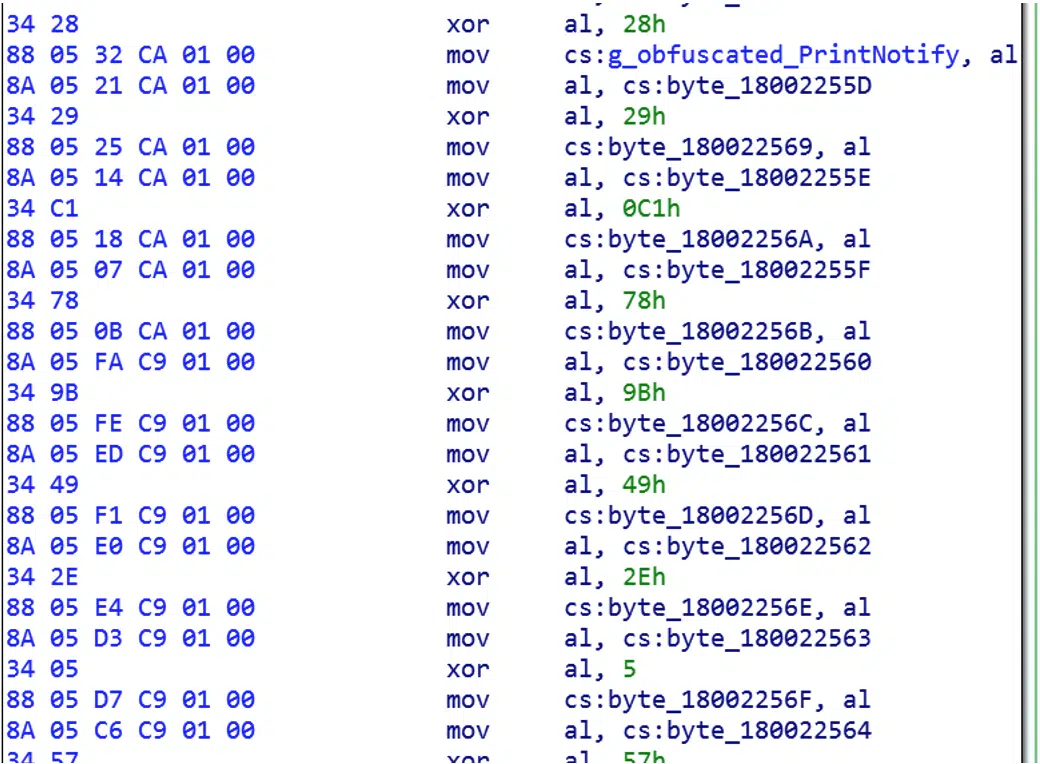 34 28 xor al, 28h
88 05 32 CA 01 00 mov cs:g_obfuscated_PrintNotify, al
8A 05 21 CA 01 00 mov al, cs:byte_18002255D
34 29 xor al, 29h
88 05 25 CA 01 00 mov cs:byte_180022569, al
8A 05 14 CA 01 00 mov al, cs:byte_18002255E
34 C1 xor al, 0C1h
88 05 18 CA 01 00 mov cs:byte_18002256A, al
8A 05 07 CA 01 00 mov al, cs:byte_18002255F
34 78 xor al, 78h
88 05 0B CA 01 00 mov cs:byte_18002256B, al
8A 05 FA C9 01 00 mov al, cs:byte_180022560
34 9B xor al, 9Bh
88 05 FE C9 01 00 mov cs:byte_18002256C, al
8A 05 ED C9 01 00 mov al, cs:byte_180022561
34 49 xor al, 49h
88 05 F1 C9 01 00 mov cs:byte_18002256D, al
8A 05 E0 C9 01 00 mov al, cs:byte_180022562
34 2E xor al, 2Eh
88 05 E4 C9 01 00 mov cs:byte_18002256E, al
8A 05 D3 C9 01 00 mov al, cs:byte_180022563
34 05 xor al, 5
88 05 D7 C9 01 00 mov cs:byte_18002256F, al
8A 05 C6 C9 01 00 mov al, cs:byte_180022564
34 57 xor al, 57h